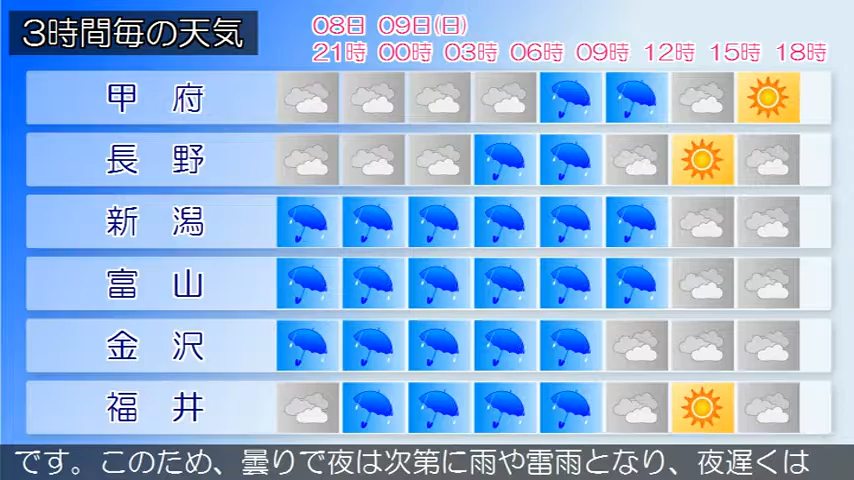 3時間毎の天気
08日 09日(日)
21時 00時 03時 06時 09時 12時 15時 18時
甲 府
長 野
新 潟
富 山
金 沢
福 井
です。このため、曇りで夜は次第に雨や雷雨となり、夜遅くは